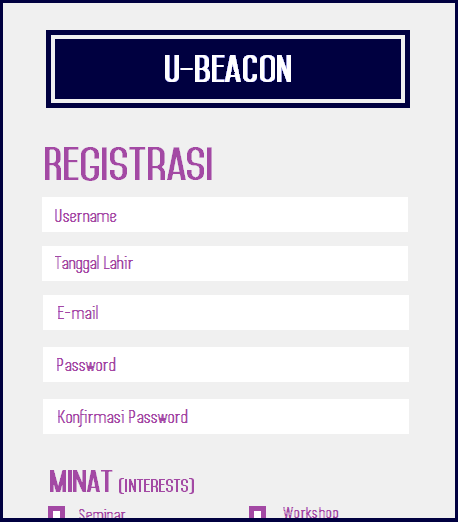 U-BEACON
REGISTRASI
Username
Tanggal Lahir
E-mail
Password
Konfirmasi Password
MINAT (INTERESTS)
Seminar Workshop